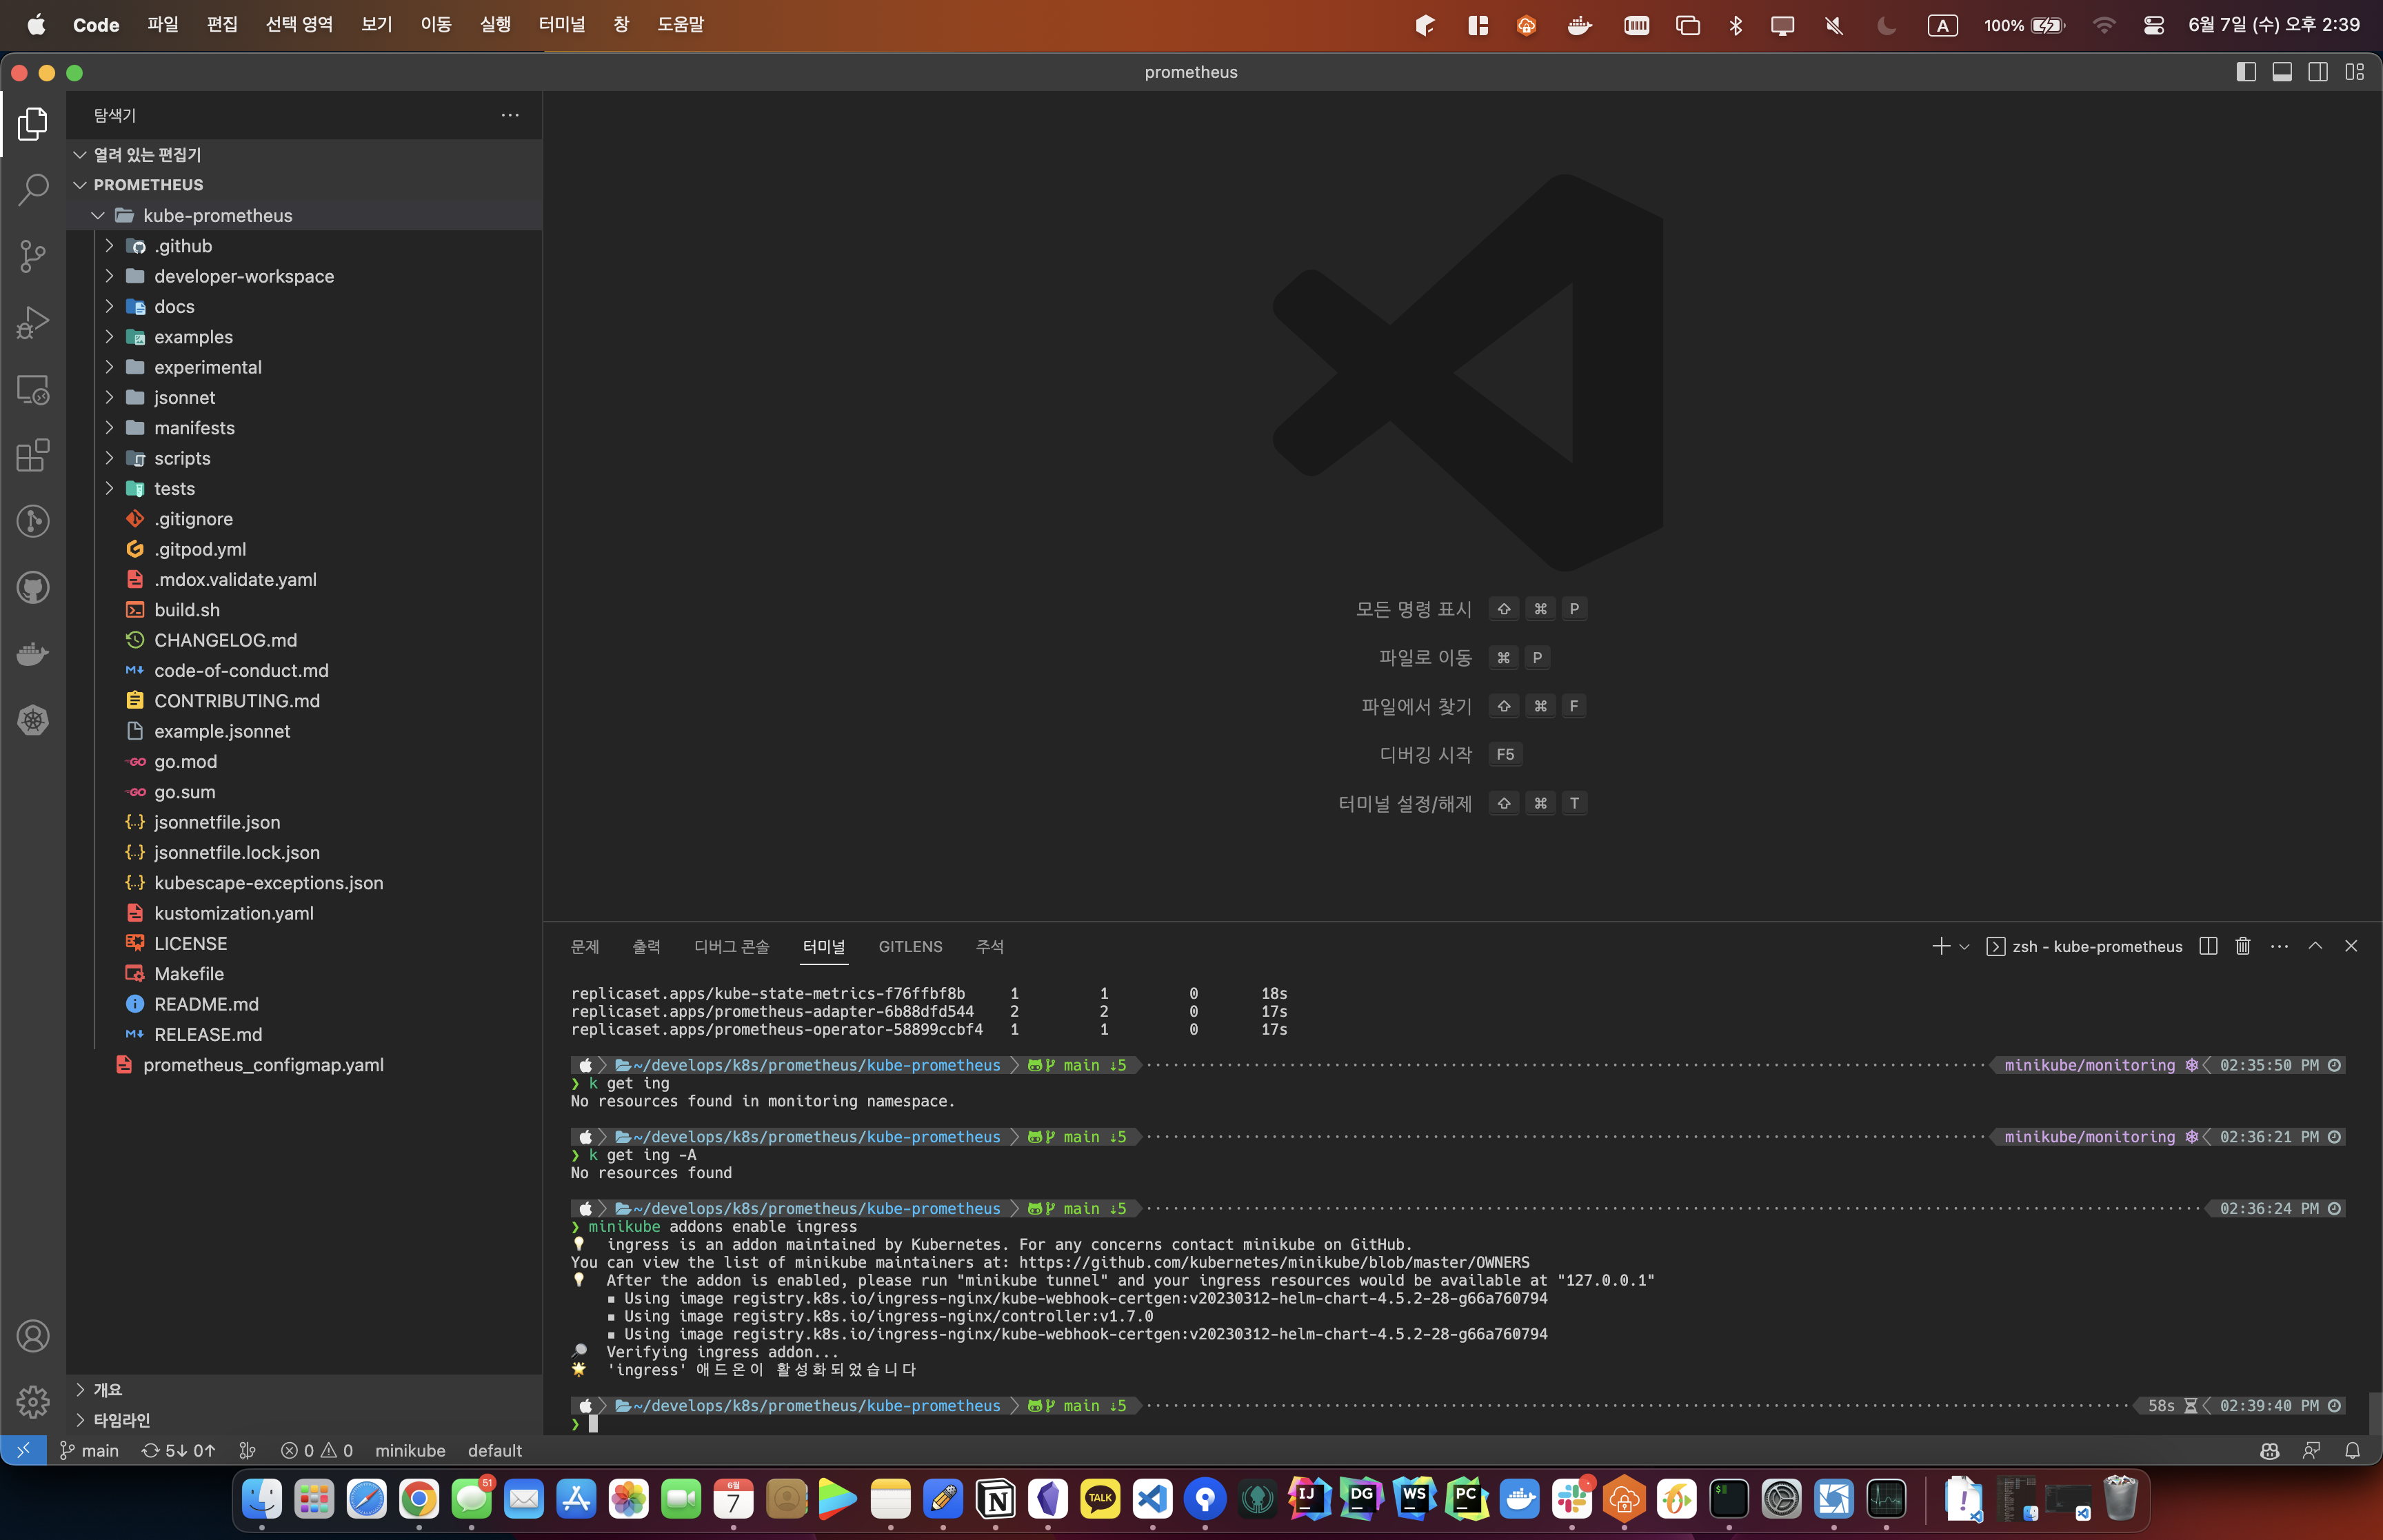 Code 파일 편집 선택 영역 보기 이동 실행 터미널 창 도움말 A 100% 6월 7일 (수) 오후 2:39
prometheus
탐색기
열려 있는 편집기
PROMETHEUS
kube-prometheus
.github
developer-workspace
docs
examples
experimental
jsonnet
manifests
scripts
tests
.gitignore
.gitpod.yml
.mdox.validate.yaml
build.sh
CHANGELOG.md
code-of-conduct.md
CONTRIBUTING.md
example.jsonnet
go.mod
go.sum
jsonnetfile.json
jsonnetfile.lock.json
kubescape-exceptions.json
kustomization.yaml
LICENSE
Makefile
README.md
RELEASE.md
prometheus_configmap.yaml
개요
타임라인
모든 명령 표시 ⇧ ⌘ P
파일로 이동 ⌘ P
파일에서 찾기 ⇧ ⌘ F
디버깅 시작 F5
터미널 설정/해제 ⇧ ⌘ T
문제 출력 디버그 콘솔 터미널 GITLENS 주석 zsh - kube-prometheus
replicaset.apps/kube-state-metrics-f76ffbf8b 1 1 0 18s
replicaset.apps/prometheus-adapter-6b88dfd544 2 2 0 17s
replicaset.apps/prometheus-operator-58899ccbf4 1 1 0 17s
~/develops/k8s/prometheus/kube-prometheus main ↓5 minikube/monitoring 02:35:50 PM
❯ k get ing
No resources found in monitoring namespace.
~/develops/k8s/prometheus/kube-prometheus main ↓5 minikube/monitoring 02:36:21 PM
❯ k get ing -A
No resources found
~/develops/k8s/prometheus/kube-prometheus main ↓5 02:36:24 PM
❯ minikube addons enable ingress
💡 ingress is an addon maintained by Kubernetes. For any concerns contact minikube on GitHub.
You can view the list of minikube maintainers at: https://github.com/kubernetes/minikube/blob/master/OWNERS
💡 After the addon is enabled, please run "minikube tunnel" and your ingress resources would be available at "127.0.0.1"
▪ Using image registry.k8s.io/ingress-nginx/kube-webhook-certgen:v20230312-helm-chart-4.5.2-28-g66a760794
▪ Using image registry.k8s.io/ingress-nginx/controller:v1.7.0
▪ Using image registry.k8s.io/ingress-nginx/kube-webhook-certgen:v20230312-helm-chart-4.5.2-28-g66a760794
🔎 Verifying ingress addon...
🌟 'ingress' 애드온이 활성화되었습니다
~/develops/k8s/prometheus/kube-prometheus main ↓5 58s 02:39:40 PM
❯
main 5↓ 0↑ 0 0 minikube default
51 6월 7 TALK IJ DG WS PC